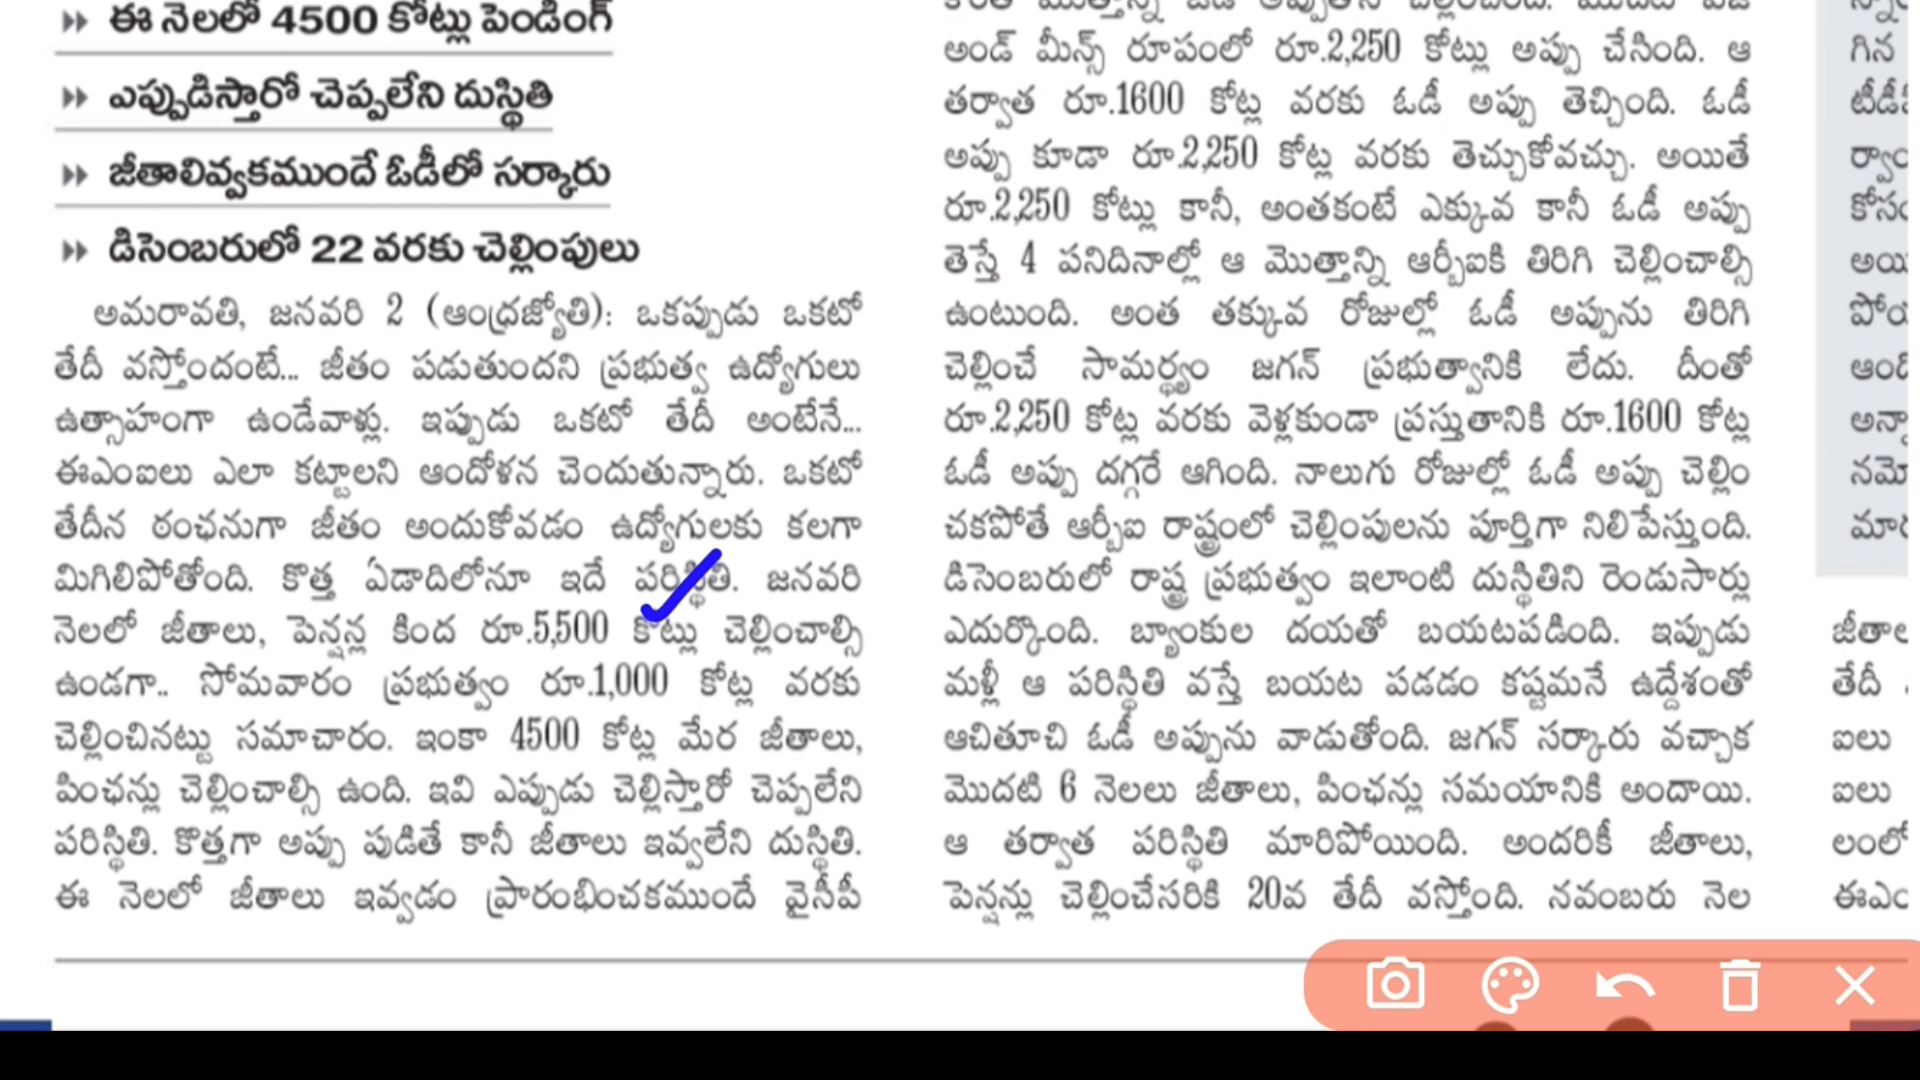 ఈ నెలలో 4500 కోట్లు పెండింగ్
ఎప్పుడిస్తారో చెప్పలేని దుస్థితి
జీతాలివ్వకముందే ఓడీలో సర్కారు
డిసెంబరులో 22 వరకు చెల్లింపులు
అమరావతి, జనవరి 2 (ఆంధ్రజ్యోతి): ఒకప్పుడు ఒకటో
తేదీ వస్తోందంటే... జీతం పడుతుందని ప్రభుత్వ ఉద్యోగులు
ఉత్సాహంగా ఉండేవాళ్లు. ఇప్పుడు ఒకటో తేదీ అంటేనే...
ఈఎంఐలు ఎలా కట్టాలని ఆందోళన చెందుతున్నారు. ఒకటో
తేదీన ఠంఛనుగా జీతం అందుకోవడం ఉద్యోగులకు కలగా
మిగిలిపోతోంది. కొత్త ఏడాదిలోనూ ఇదే పరిస్థితి. జనవరి
నెలలో జీతాలు, పెన్షన్ల కింద రూ.5,500 కోట్లు చెల్లించాల్సి
ఉండగా.. సోమవారం ప్రభుత్వం రూ.1,000 కోట్ల వరకు
చెల్లించినట్టు సమాచారం. ఇంకా 4500 కోట్ల మేర జీతాలు,
పింఛన్లు చెల్లించాల్సి ఉంది. ఇవి ఎప్పుడు చెల్లిస్తారో చెప్పలేని
పరిస్థితి. కొత్తగా అప్పు పుడితే కానీ జీతాలు ఇవ్వలేని దుస్థితి.
ఈ నెలలో జీతాలు ఇవ్వడం ప్రారంభించకముందే వైసీపీ
అండ్ మీన్స్ రూపంలో రూ.2,250 కోట్లు అప్పు చేసింది. ఆ
తర్వాత రూ.1600 కోట్ల వరకు ఓడీ అప్పు తెచ్చింది. ఓడీ
అప్పు కూడా రూ.2,250 కోట్ల వరకు తెచ్చుకోవచ్చు. అయితే
రూ.2,250 కోట్లు కానీ, అంతకంటే ఎక్కువ కానీ ఓడీ అప్పు
తెస్తే 4 పనిదినాల్లో ఆ మొత్తాన్ని ఆర్బీఐకి తిరిగి చెల్లించాల్సి
ఉంటుంది. అంత తక్కువ రోజుల్లో ఓడీ అప్పును తిరిగి
చెల్లించే సామర్థ్యం జగన్ ప్రభుత్వానికి లేదు. దీంతో
రూ.2,250 కోట్ల వరకు వెళ్లకుండా ప్రస్తుతానికి రూ.1600 కోట్ల
ఓడీ అప్పు దగ్గరే ఆగింది. నాలుగు రోజుల్లో ఓడీ అప్పు చెల్లిం
చకపోతే ఆర్బీఐ రాష్ట్రంలో చెల్లింపులను పూర్తిగా నిలిపేస్తుంది.
డిసెంబరులో రాష్ట్ర ప్రభుత్వం ఇలాంటి దుస్థితిని రెండుసార్లు
ఎదుర్కొంది. బ్యాంకుల దయతో బయటపడింది. ఇప్పుడు
మళ్లీ ఆ పరిస్థితి వస్తే బయట పడడం కష్టమనే ఉద్దేశంతో
ఆచితూచి ఓడీ అప్పును వాడుతోంది. జగన్ సర్కారు వచ్చాక
మొదటి 6 నెలలు జీతాలు, పింఛన్లు సమయానికి అందాయి.
ఆ తర్వాత పరిస్థితి మారిపోయింది. అందరికీ జీతాలు,
పెన్షన్లు చెల్లించేసరికి 20వ తేదీ వస్తోంది. నవంబరు నెల
గిన
తేదీ
ఐలు
ఐలు